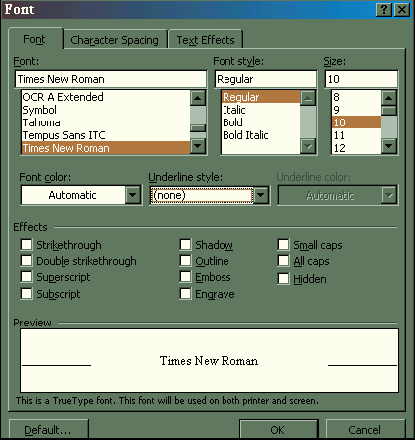 Font
Font Character Spacing Text Effects
Font: Font style: Size:
Times New Roman Regular 10
OCR A Extended Regular 8
Symbol Italic 9
Tahoma Bold 10
Tempus Sans ITC Bold Italic 11
Times New Roman 12
Font color: Underline style: Underline color:
Automatic (none) Automatic
Effects
Strikethrough Shadow Small caps
Double strikethrough Outline All caps
Superscript Emboss Hidden
Subscript Engrave
Preview
Times New Roman
This is a TrueType font. This font will be used on both printer and screen.
Default... OK Cancel